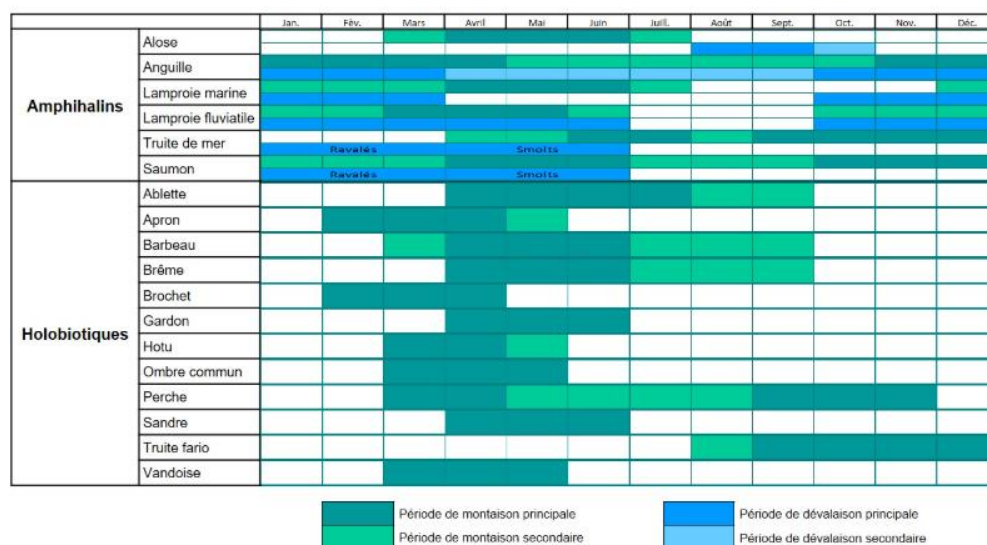 Jan. Fév. Mars Avril Mai Juin Juill. Août Sept. Oct. Nov. Déc.
Amphihalins
Alose
Anguille
Lamproie marine
Lamproie fluviatile
Truite de mer
Ravalés Smolts
Saumon
Ravalés Smolts
Holobiotiques
Ablette
Apron
Barbeau
Brême
Brochet
Gardon
Hotu
Ombre commun
Perche
Sandre
Truite fario
Vandoise
Période de montaison principale
Période de dévalaison principale
Période de montaison secondaire
Période de dévalaison secondaire